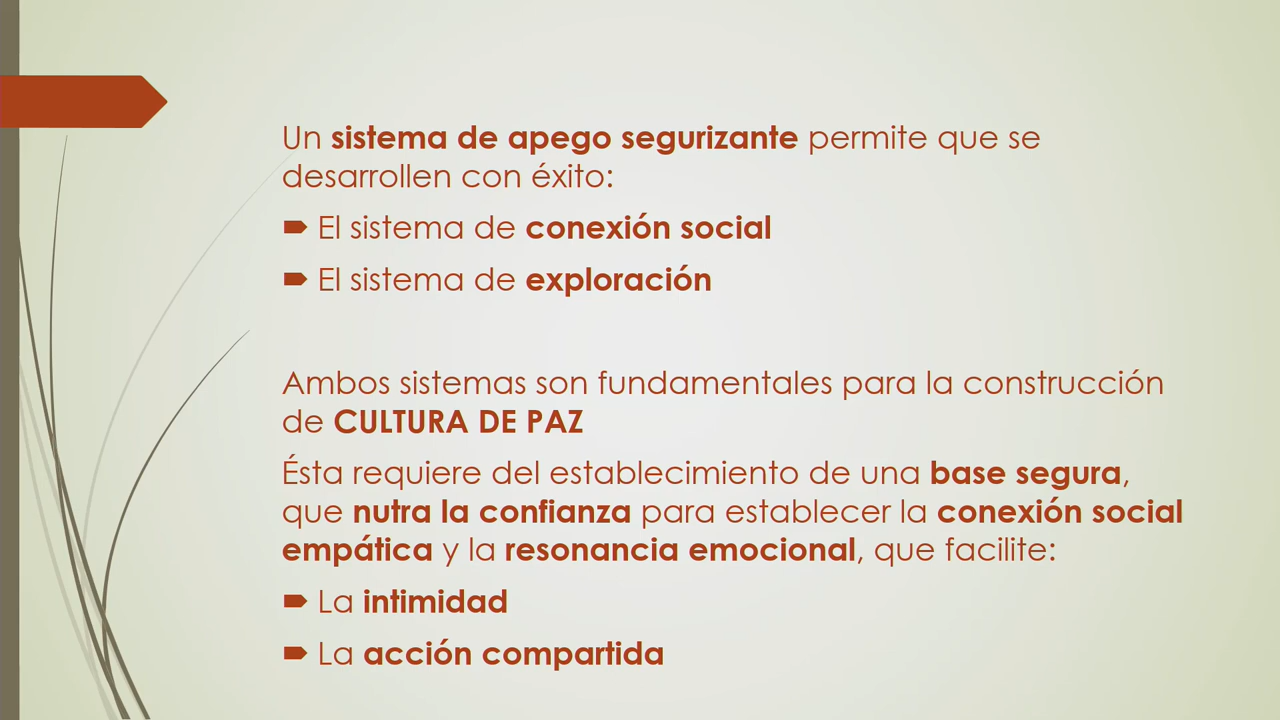 Un sistema de apego segurizante permite que se
desarrollen con éxito:
El sistema de conexión social
El sistema de exploración
Ambos sistemas son fundamentales para la construcción
de CULTURA DE PAZ
Ésta requiere del establecimiento de una base segura,
que nutra la confianza para establecer la conexión social
empática y la resonancia emocional, que facilite:
La intimidad
La acción compartida